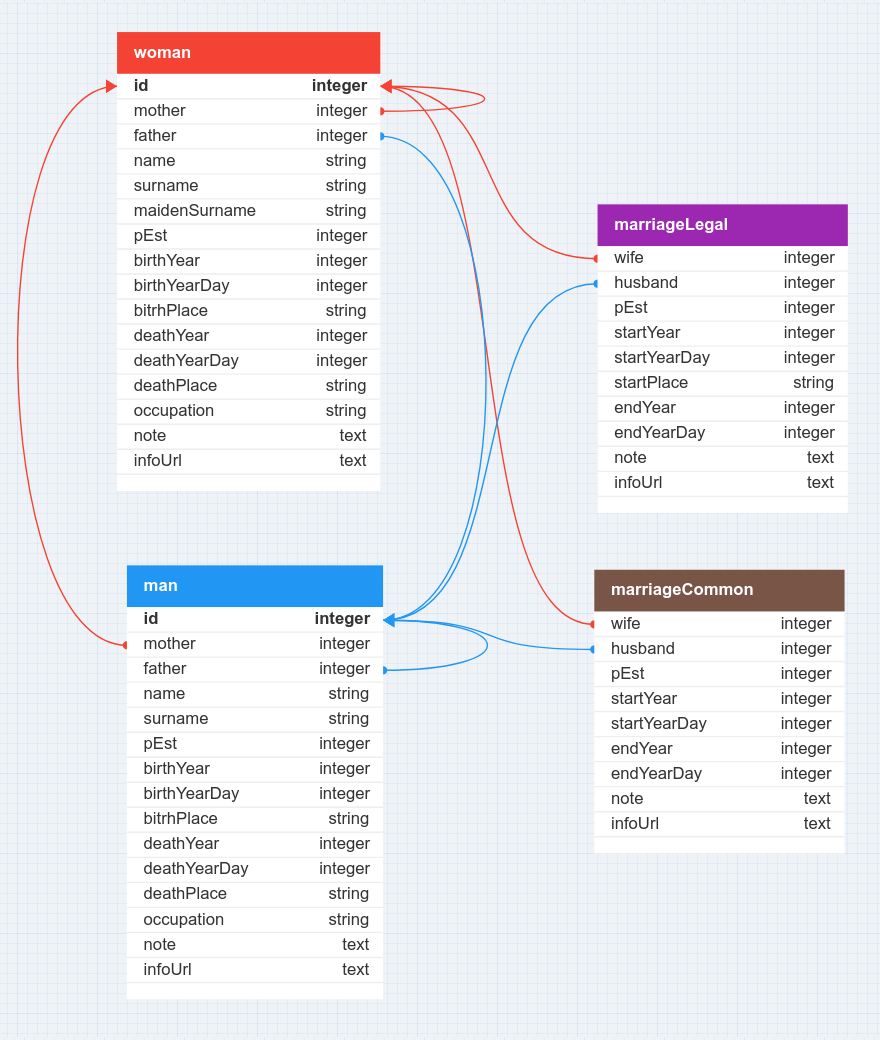 woman
id integer
mother integer
father integer
name string
surname string
maidenSurname string
pEst integer
birthYear integer
birthYearDay integer
bitrhPlace string
deathYear integer
deathYearDay integer
deathPlace string
occupation string
note text
infoUrl text
marriageLegal
wife integer
husband integer
pEst integer
startYear integer
startYearDay integer
startPlace string
endYear integer
endYearDay integer
note text
infoUrl text
man
id integer
mother integer
father integer
name string
surname string
pEst integer
birthYear integer
birthYearDay integer
bitrhPlace string
deathYear integer
deathYearDay integer
deathPlace string
occupation string
note text
infoUrl text
marriageCommon
wife integer
husband integer
pEst integer
startYear integer
startYearDay integer
endYear integer
endYearDay integer
note text
infoUrl text